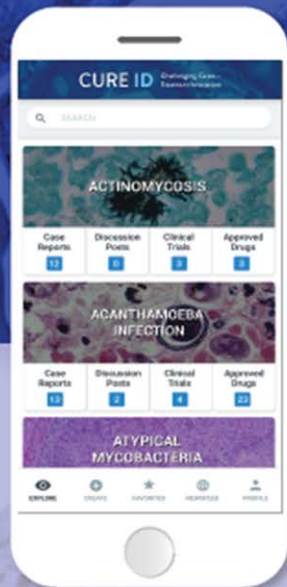 CURE ID
SEARCH
ACTINOMYCOSIS
Case Reports Discussion Posts Clinical Trials Approved Drugs
12 0 3 3
ACANTHAMOEBA
INFECTION
Case Reports Discussion Posts Clinical Trials Approved Drugs
13 2 4 23
ATYPICAL
MYCOBACTERIA
EXPLORE CREATE FAVORITES PROFILE